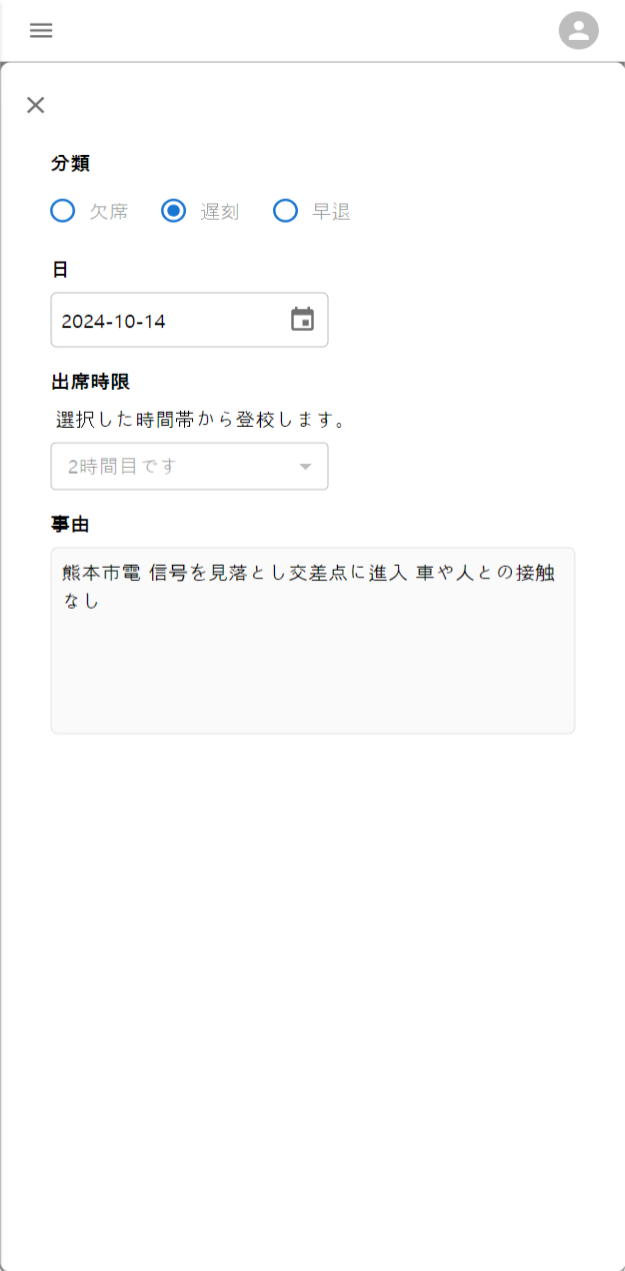 分類
欠席 遅刻 早退
日
2024-10-14
出席時限
選択した時間帯から登校します。
2時間目です
事由
熊本市電 信号を見落とし交差点に進入 車や人との接触
なし